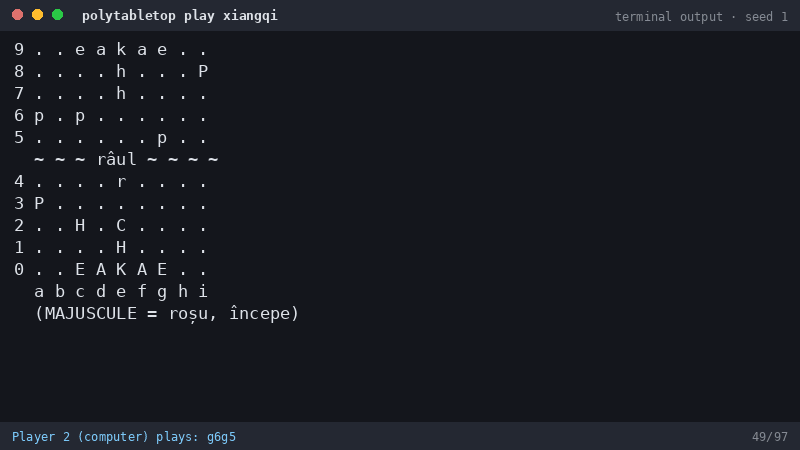 polytabletop play xiangqi
terminal output · seed 1
9 . . e a k a e . .
8 . . . . h . . . P
7 . . . . h . . . .
6 p . p . . . . . .
5 . . . . . . p . .
~ ~ ~ râul ~ ~ ~ ~
4 . . . . r . . . .
3 P . . . . . . . .
2 . . H . C . . . .
1 . . . . H . . . .
0 . . E A K A E . .
a b c d e f g h i
(MAJUSCULE = roșu, începe)
Player 2 (computer) plays: g6g5
49/97